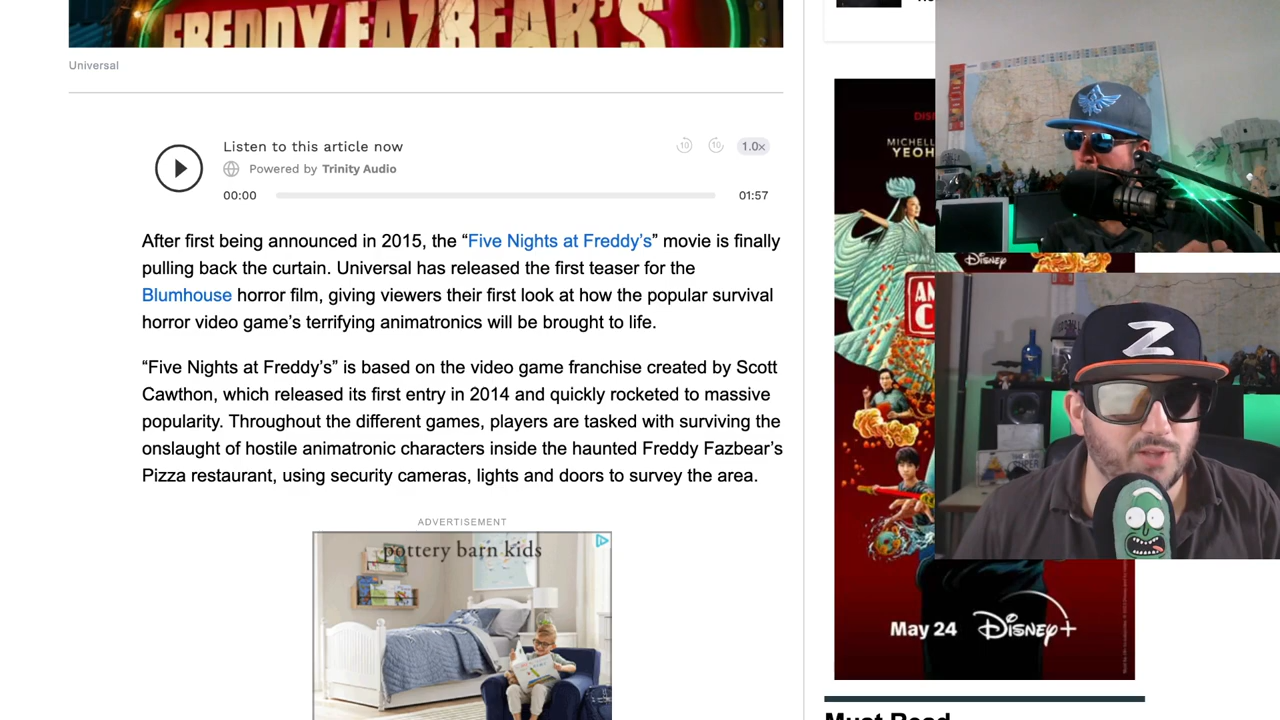 FREDDY FAZBEAR'S
Universal
Listen to this article now
10
10
1.0x
Powered by Trinity Audio
00:00
01:57
After first being announced in 2015, the “Five Nights at Freddy’s” movie is finally
pulling back the curtain. Universal has released the first teaser for the
Blumhouse horror film, giving viewers their first look at how the popular survival
horror video game’s terrifying animatronics will be brought to life.
“Five Nights at Freddy’s” is based on the video game franchise created by Scott
Cawthon, which released its first entry in 2014 and quickly rocketed to massive
popularity. Throughout the different games, players are tasked with surviving the
onslaught of hostile animatronic characters inside the haunted Freddy Fazbear’s
Pizza restaurant, using security cameras, lights and doors to survey the area.
ADVERTISEMENT
pottery barn kids
MICHELL
YEOH
Disney
May 24
Disney+
Z
Must Read